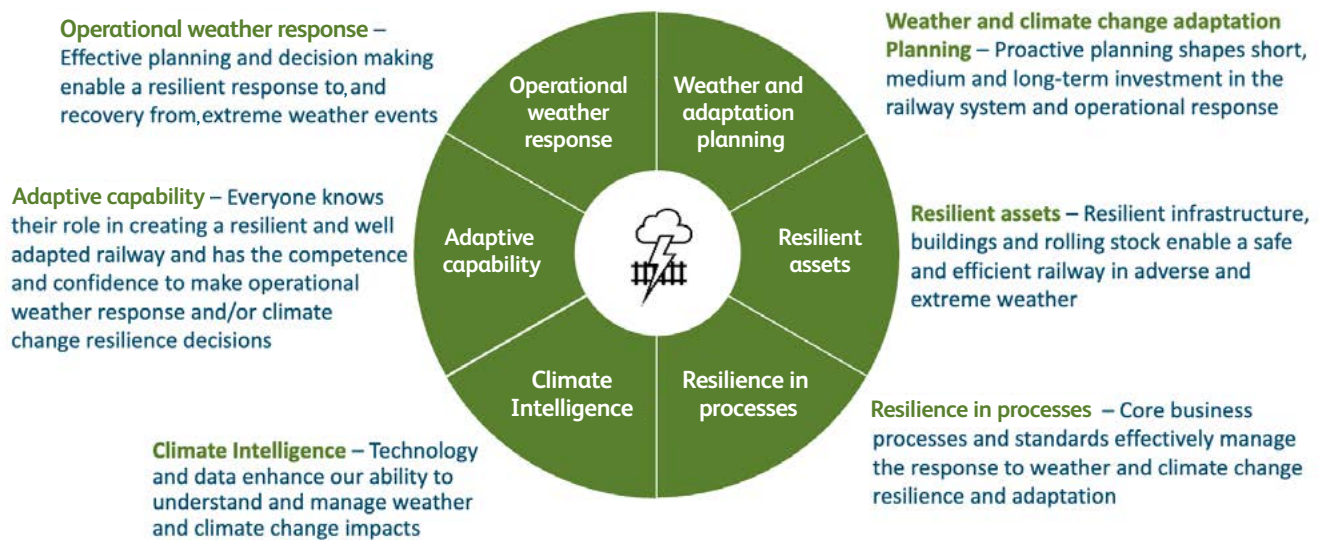 Operational weather response –
Effective planning and decision making
enable a resilient response to, and
recovery from, extreme weather events
Weather and climate change adaptation
Planning – Proactive planning shapes short,
medium and long-term investment in the
railway system and operational response
Operational
weather
response
Weather and
adaptation
planning
Adaptive capability – Everyone knows
their role in creating a resilient and well
adapted railway and has the competence
and confidence to make operational
weather response and/or climate
change resilience decisions
Adaptive
capability
Resilient
assets
Resilient assets – Resilient infrastructure,
buildings and rolling stock enable a safe
and efficient railway in adverse and
extreme weather
Climate
Intelligence
Resilience in
processes
Climate Intelligence – Technology
and data enhance our ability to
understand and manage weather
and climate change impacts
Resilience in processes – Core business
processes and standards effectively manage
the response to weather and climate change
resilience and adaptation